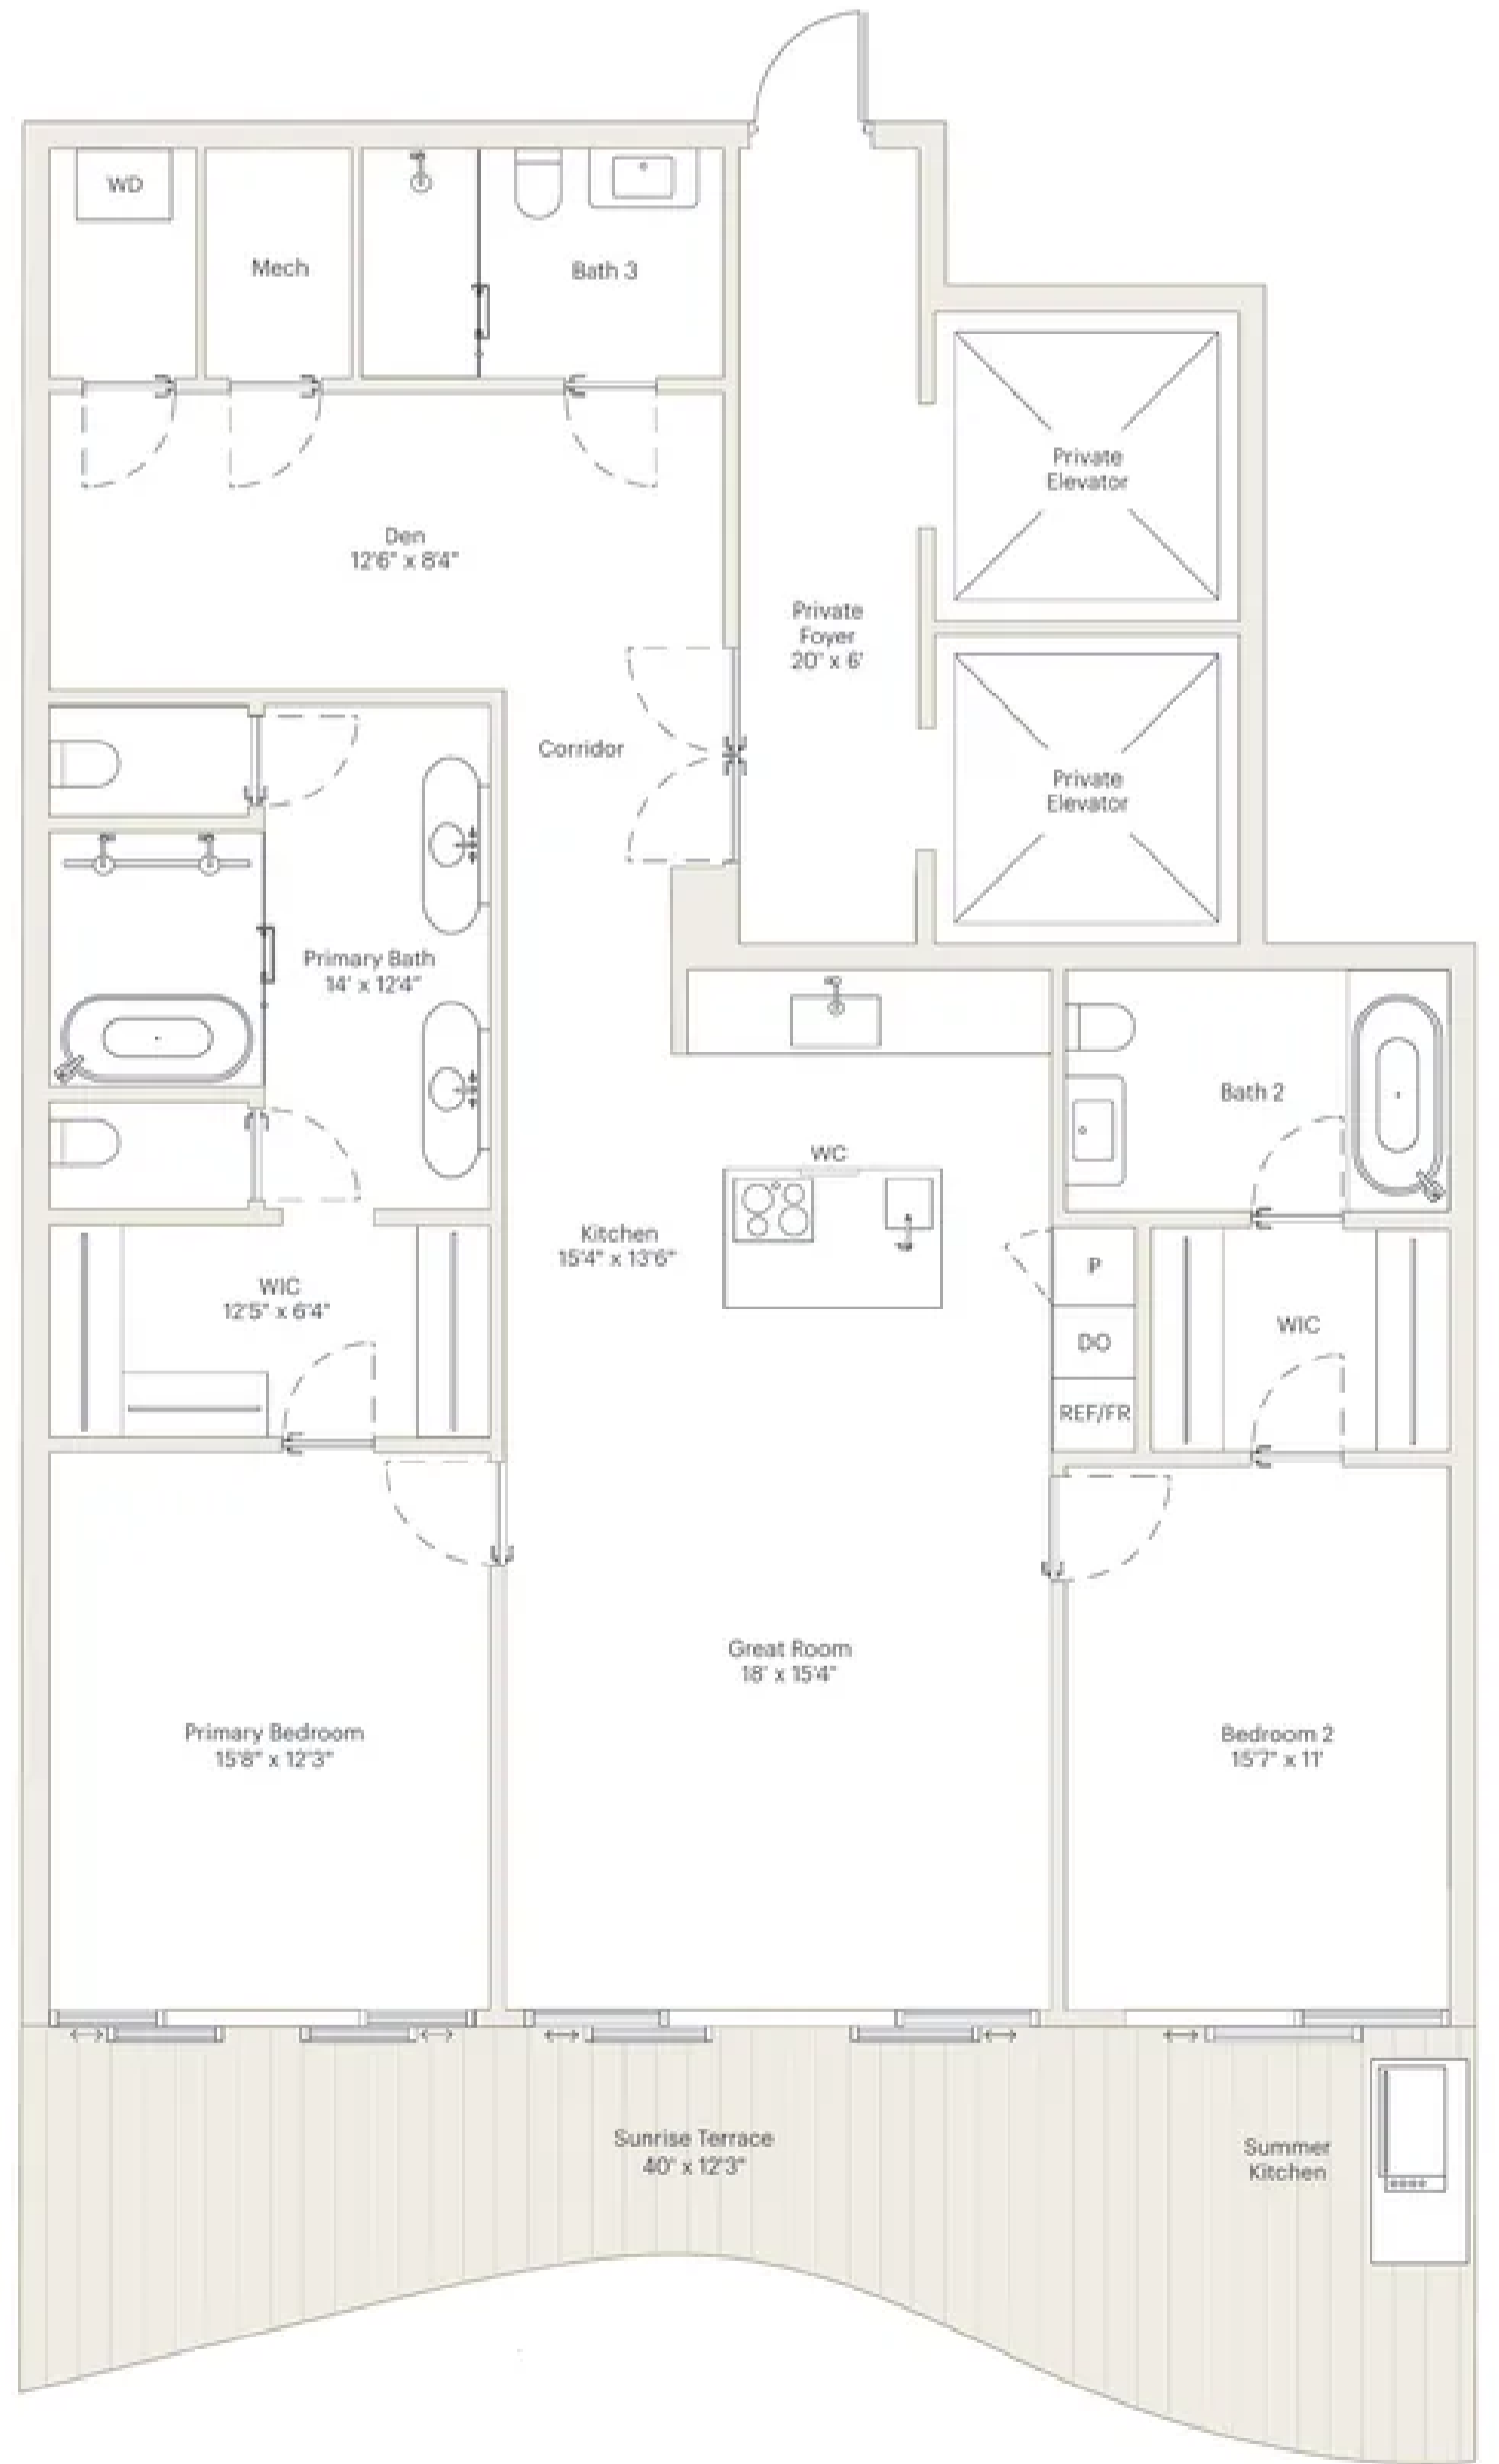 WD
Mech
Bath 3
Private
Elevator
Den
12'6" x 8'4"
Private
Foyer
20' x 6'
Corridor
Private
Elevator
Primary Bath
14' x 12'4"
Bath 2
WC
Kitchen
15'4" x 13'6"
P
WIC
12'5" x 6'4"
DO
WIC
REF/FR
Great Room
18' x 15'4"
Primary Bedroom
15'8" x 12'3"
Bedroom 2
15'7" x 11'
Sunrise Terrace
40' x 12'3"
Summer
Kitchen